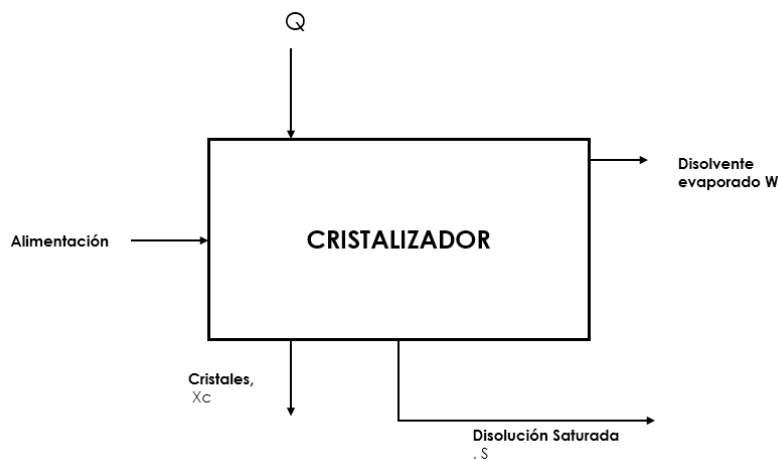 Q
Disolvente
evaporado W
Alimentación
CRISTALIZADOR
Cristales,
Xc
Disolución Saturada
, S